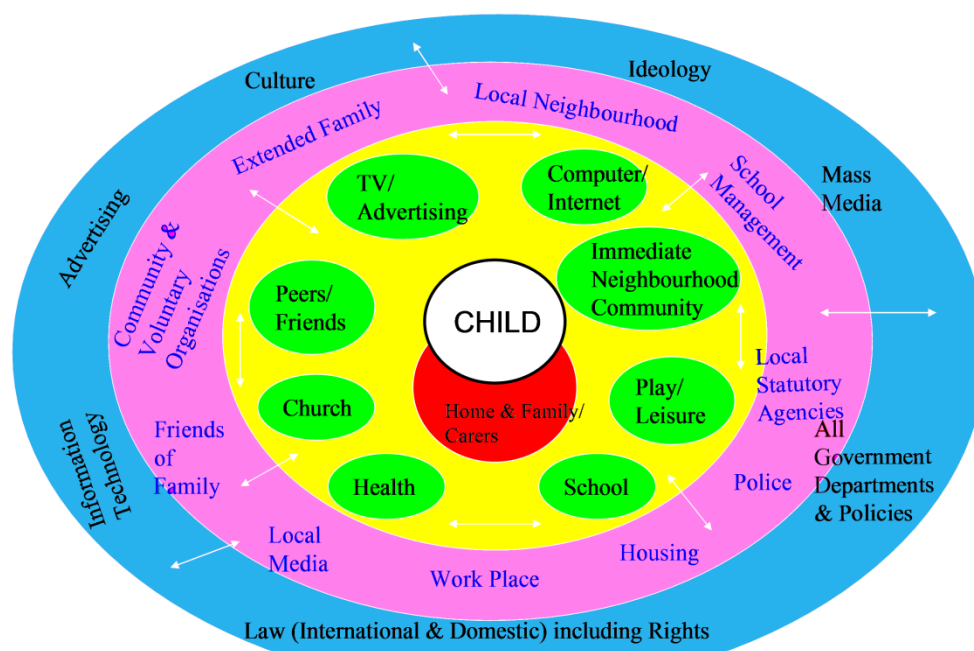 Culture
Ideology
Advertising
Mass
Media
Information
Technology
All
Government
Departments
& Policies
Law (International & Domestic) including Rights
Extended Family
Local Neighbourhood
School
Management
Community &
Voluntary
Organisations
Local
Statutory
Agencies
Friends
of
Family
Police
Local
Media
Housing
Work Place
TV/
Advertising
Computer/
Internet
Immediate
Neighbourhood
Community
Peers/
Friends
Play/
Leisure
Church
Health
School
CHILD
Home & Family/
Carers